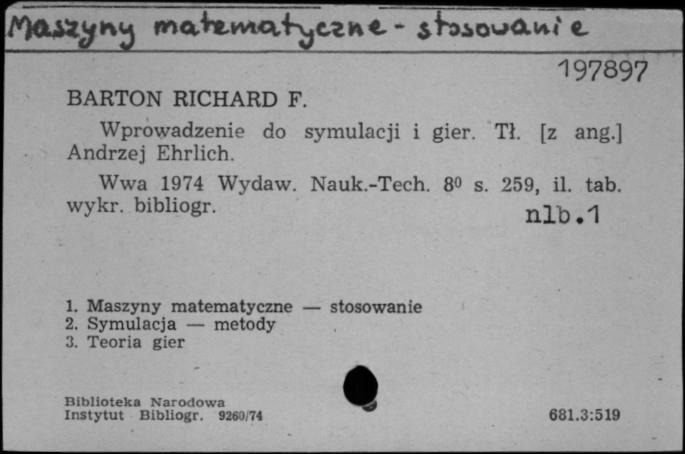 Maszyny matematyczne - stosowanie
197897
BARTON RICHARD F.
Wprowadzenie do symulacji i gier. Tł. [z ang.]
Andrzej Ehrlich.
Wwa 1974 Wydaw. Nauk.-Tech. 8⁰ s. 259, il. tab.
wykr. bibliogr.
nlb.1
1. Maszyny matematyczne — stosowanie
2. Symulacja — metody
3. Teoria gier
Biblioteka Narodowa
Instytut Bibliogr. 9260/74
681.3:519